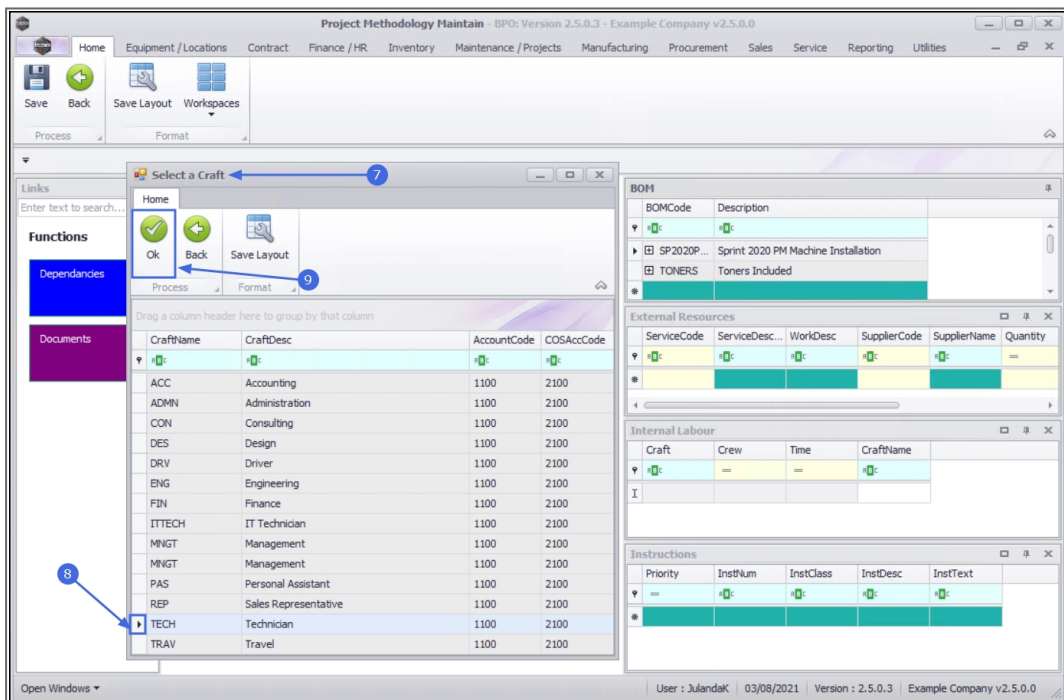 Project Methodology Maintain - BPO: Version 2.5.0.3 - Example Company v2.5.0.0
Home Equipment / Locations Contract Finance / HR Inventory Maintenance / Projects Manufacturing Procurement Sales Service Reporting Utilities
Save Back Save Layout Workspaces
Process Format
Links
Enter text to search...
Functions
Dependancies
Documents
Select a Craft 7
Home
Ok Back Save Layout
9
Process Format
Drag a column header here to group by that column
CraftName CraftDesc AccountCode COSAccCode
ACC Accounting 1100 2100
ADMN Administration 1100 2100
CON Consulting 1100 2100
DES Design 1100 2100
DRV Driver 1100 2100
ENG Engineering 1100 2100
FIN Finance 1100 2100
ITTECH IT Technician 1100 2100
MNGT Management 1100 2100
MNGT Management 1100 2100
PAS Personal Assistant 1100 2100
REP Sales Representative 1100 2100
TECH Technician 1100 2100
TRAV Travel 1100 2100
8
BOM
BOMCode Description
SP2020P... Sprint 2020 PM Machine Installation
TONERS Toners Included
External Resources
ServiceCode ServiceDesc... WorkDesc SupplierCode SupplierName Quantity
=
Internal Labour
Craft Crew Time CraftName
= =
Instructions
Priority InstNum InstClass InstDesc InstText
=
Open Windows User : JulandaK 03/08/2021 Version : 2.5.0.3 Example Company v2.5.0.0